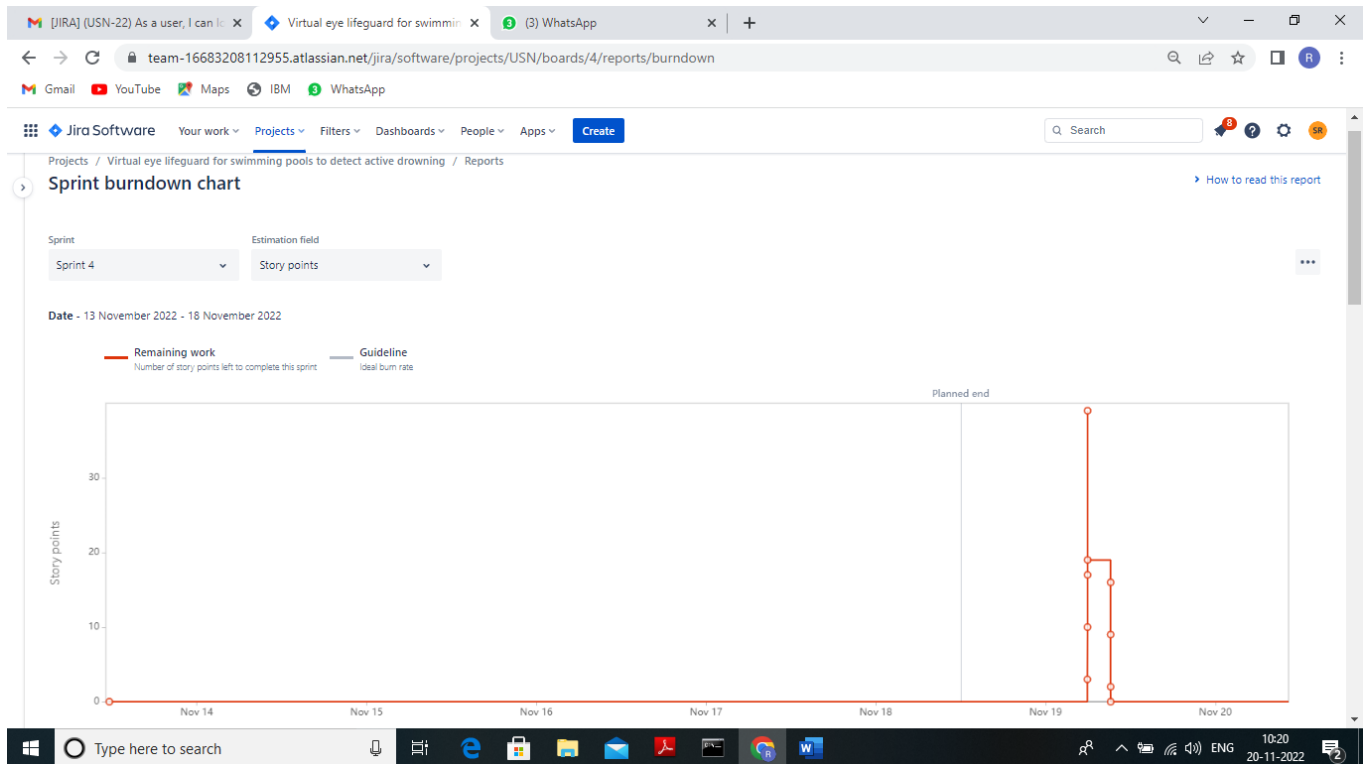 [JIRA] (USN-22) As a user, I can lo
Virtual eye lifeguard for swimmin
(3) WhatsApp
team-16683208112955.atlassian.net/jira/software/projects/USN/boards/4/reports/burndown
R
Gmail YouTube Maps IBM 3 WhatsApp
Jira Software Your work Projects Filters Dashboards People Apps Create Search 8 SR
Projects / Virtual eye lifeguard for swimming pools to detect active drowning / Reports
Sprint burndown chart
How to read this report
Sprint Estimation field
Sprint 4 Story points
Date - 13 November 2022 - 18 November 2022
Remaining work Guideline
Number of story points left to complete this sprint Ideal burn rate
Planned end
30
20
10
0
Story points
Nov 14 Nov 15 Nov 16 Nov 17 Nov 18 Nov 19 Nov 20
Type here to search
ENG
10:20
20-11-2022
2